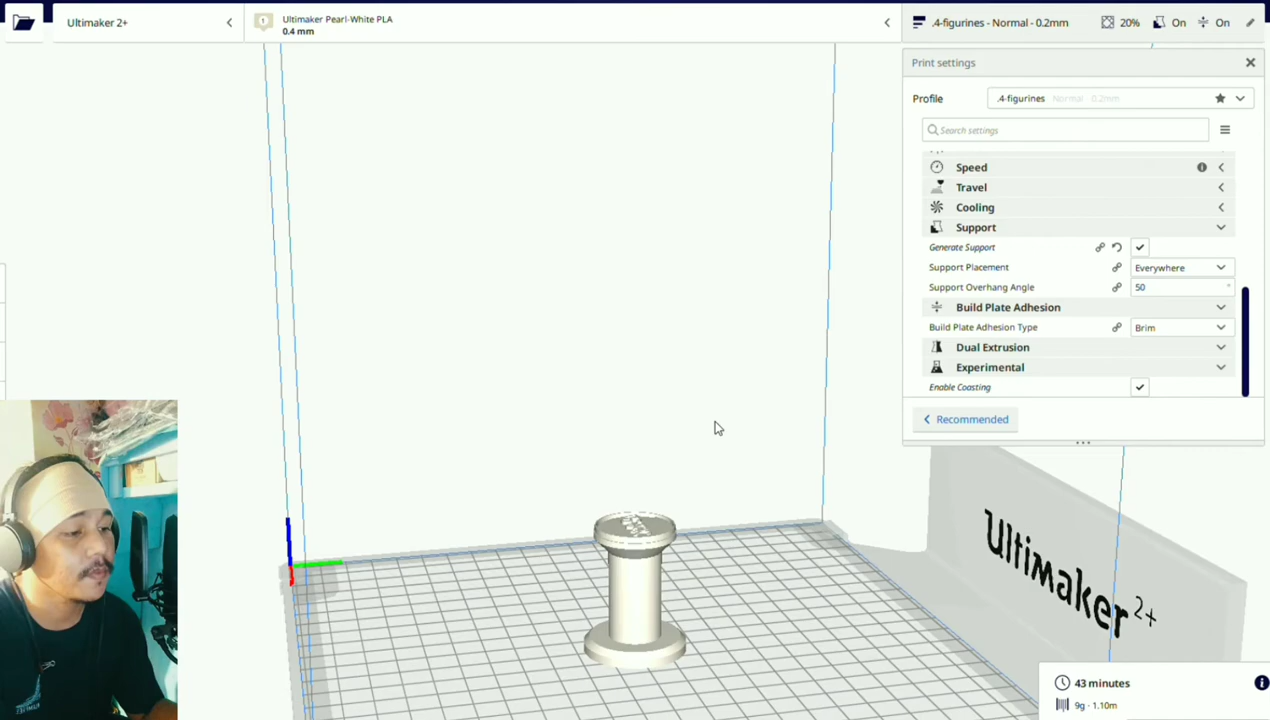 Ultimaker 2+
1
Ultimaker Pearl-White PLA
0.4 mm
.4-figurines - Normal - 0.2mm
20%
On
On
Print settings
Profile
.4-figurines Normal 0.2mm
Search settings
Speed
Travel
Cooling
Support
Generate Support
Support Placement
Everywhere
Support Overhang Angle
50 °
Build Plate Adhesion
Build Plate Adhesion Type
Brim
Dual Extrusion
Experimental
Enable Coasting
Recommended
Ultimaker 2+
43 minutes
9g · 1.10m